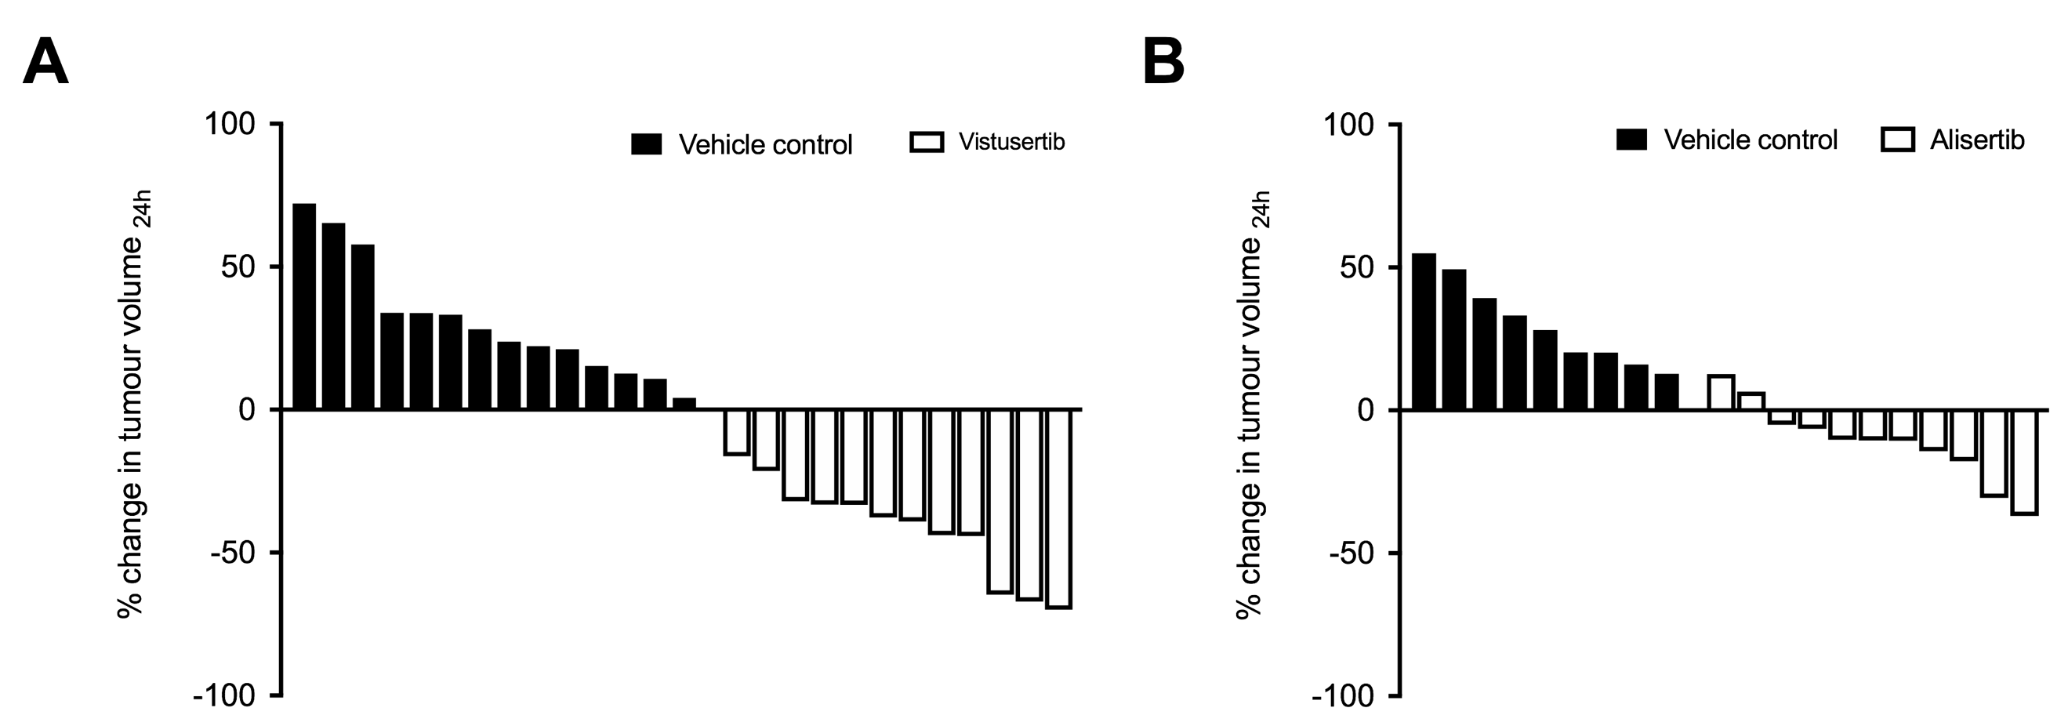 A
100
50
0
-50
-100
% change in tumour volume 24h
Vehicle control
Vistusertib
B
100
50
0
-50
-100
% change in tumour volume 24h
Vehicle control
Alisertib